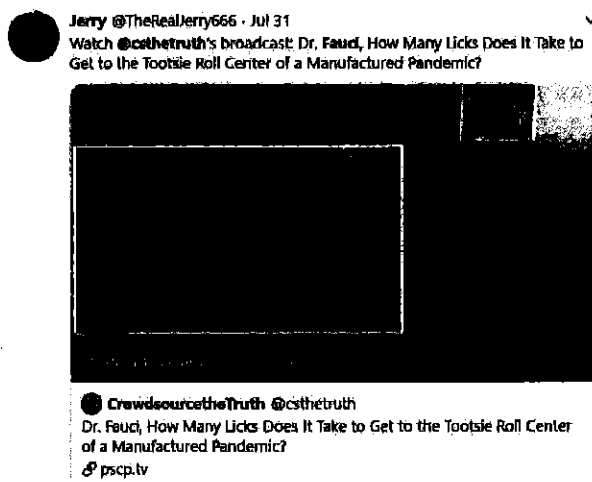 Jerry @TheRealJerry666 · Jul 31
Watch @csthetruth's broadcast: Dr. Fauci, How Many Licks Does It Take to
Get to the Tootsie Roll Center of a Manufactured Pandemic?
CrowdsourcetheTruth @csthetruth
Dr. Fauci, How Many Licks Does It Take to Get to the Tootsie Roll Center
of a Manufactured Pandemic?
pscp.tv